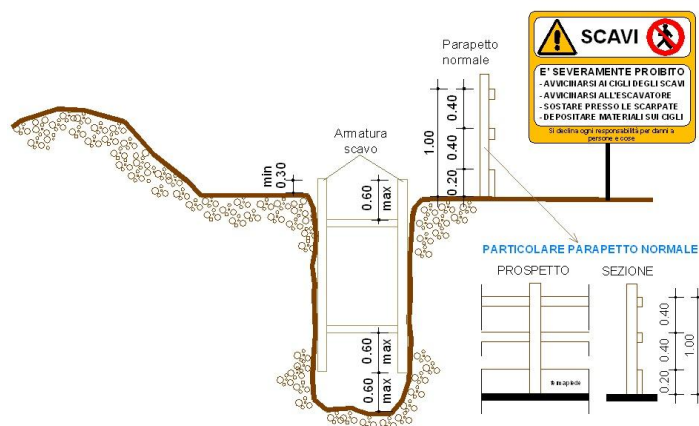 SCAVI
E' SEVERAMENTE PROIBITO
- AVVICINARSI AI CIGLI DEGLI SCAVI
- AVVICINARSI ALL'ESCAVATORE
- SOSTARE PRESSO LE SCARPATE
- DEPOSITARE MATERIALI SUI CIGLI
Si declina ogni responsabilità per danni a
persone e cose
Parapetto
normale
0.40
1.00
0.40
0.20
Armatura
scavo
min
0.30
0.60
max
PARTICOLARE PARAPETTO NORMALE
PROSPETTO
SEZIONE
0.40
0.40
1.00
0.20
0.60
max
0.60
max